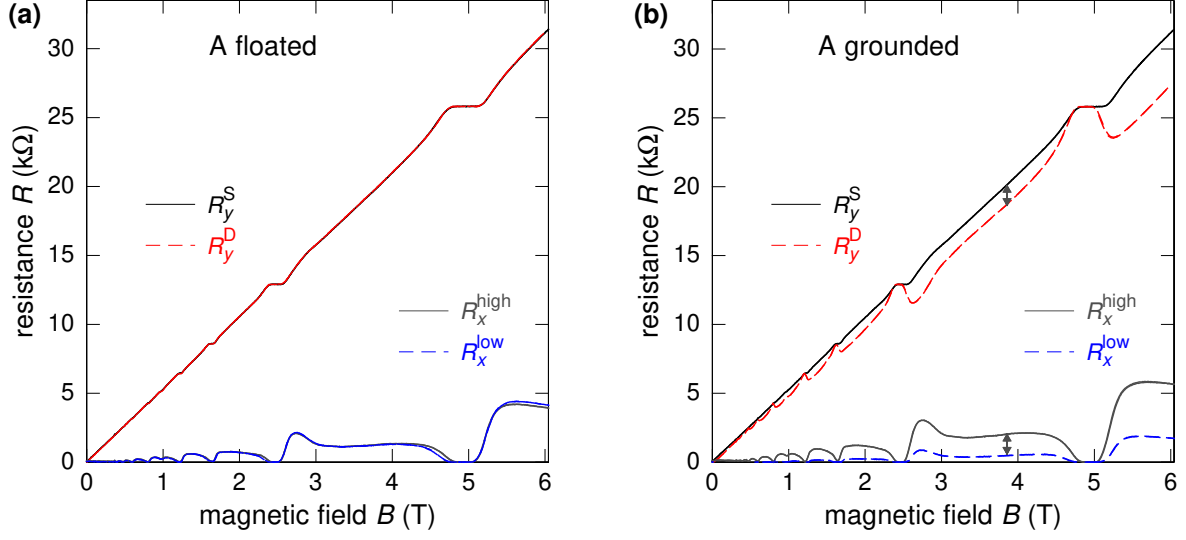 (a)
A floated
resistance R (kΩ)
30
25
20
15
10
5
0
R_y^S
R_y^D
R_x^high
R_x^low
0 1 2 3 4 5 6
magnetic field B (T)
(b)
A grounded
resistance R (kΩ)
30
25
20
15
10
5
0
R_y^S
R_y^D
R_x^high
R_x^low
0 1 2 3 4 5 6
magnetic field B (T)